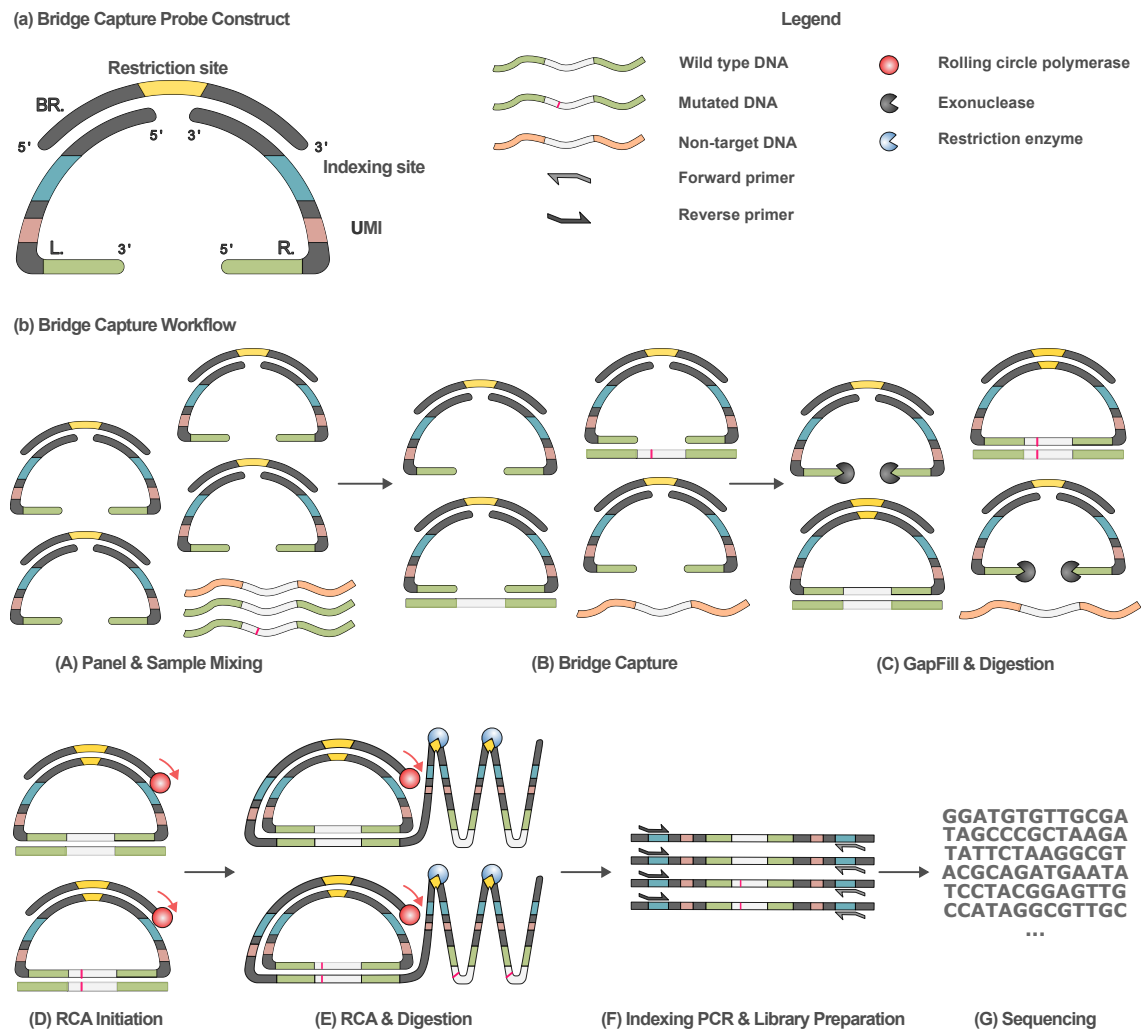 (a) Bridge Capture Probe Construct
Legend
Restriction site
BR.
5'
5'
3'
3'
Indexing site
UMI
L.
3'
5'
R.
Wild type DNA
Mutated DNA
Non-target DNA
Forward primer
Reverse primer
Rolling circle polymerase
Exonuclease
Restriction enzyme
(b) Bridge Capture Workflow
(A) Panel & Sample Mixing
(B) Bridge Capture
(C) GapFill & Digestion
GGATGTGTTGCGA
TAGCCCGCTAAGA
TATTCTAAGGCGT
ACGCAGATGAATA
TCCTACGGAGTTG
CCATAGGCGTTGC
...
(D) RCA Initiation
(E) RCA & Digestion
(F) Indexing PCR & Library Preparation
(G) Sequencing